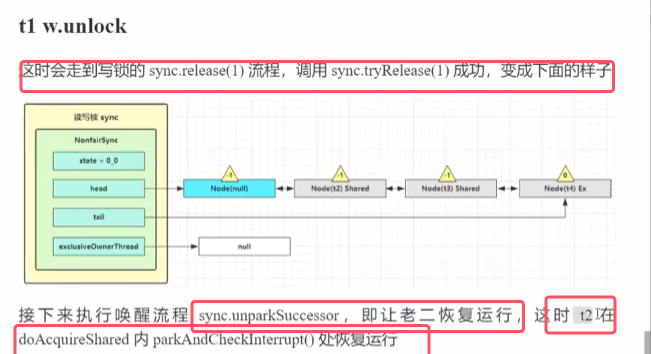 t1 w.unlock
这时会走到写锁的 sync.release(1) 流程，调用 sync.tryRelease(1) 成功，变成下面的样子
读写锁 sync
NonfairSync
state = 0_0
head
tail
exclusiveOwnerThread
-1
-1
-1
0
Node(null)
Node(t2) Shared
Node(t3) Shared
Node(t4) Ex
null
接下来执行唤醒流程 sync.unparkSuccessor，即让老二恢复运行，这时 t2 在
doAcquireShared 内 parkAndCheckInterrupt() 处恢复运行